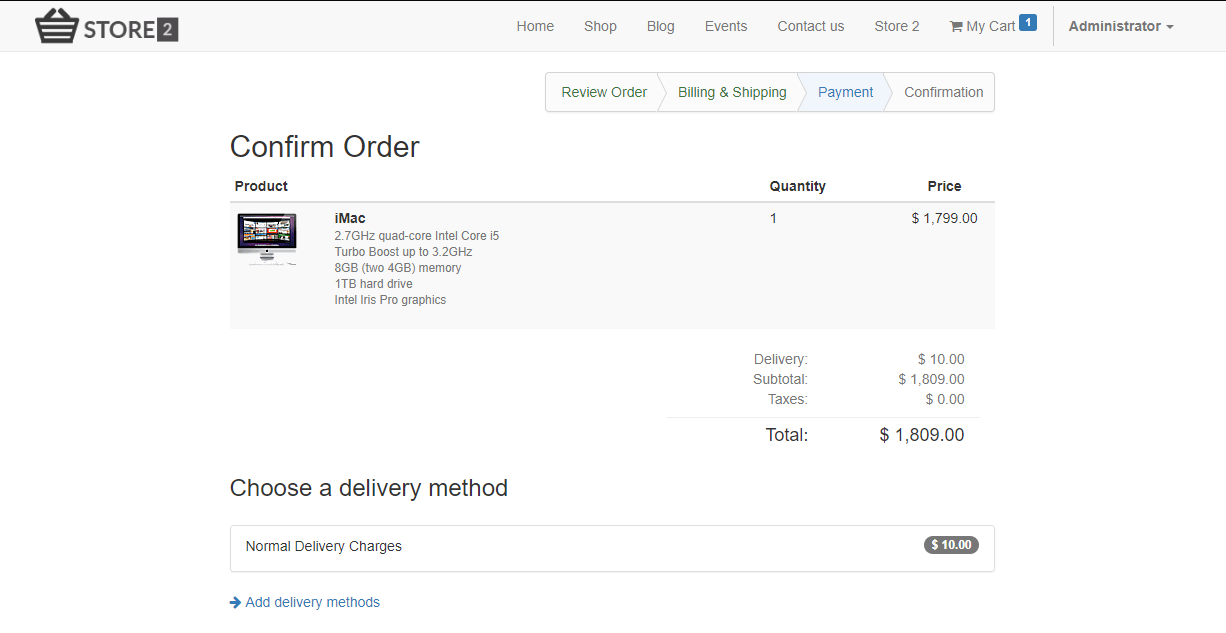 STORE 2
Home Shop Blog Events Contact us Store 2 My Cart 1 Administrator
Review Order Billing & Shipping Payment Confirmation
Confirm Order
Product Quantity Price
iMac 1 $ 1,799.00
2.7GHz quad-core Intel Core i5
Turbo Boost up to 3.2GHz
8GB (two 4GB) memory
1TB hard drive
Intel Iris Pro graphics
Delivery: $ 10.00
Subtotal: $ 1,809.00
Taxes: $ 0.00
Total: $ 1,809.00
Choose a delivery method
Normal Delivery Charges $ 10.00
Add delivery methods